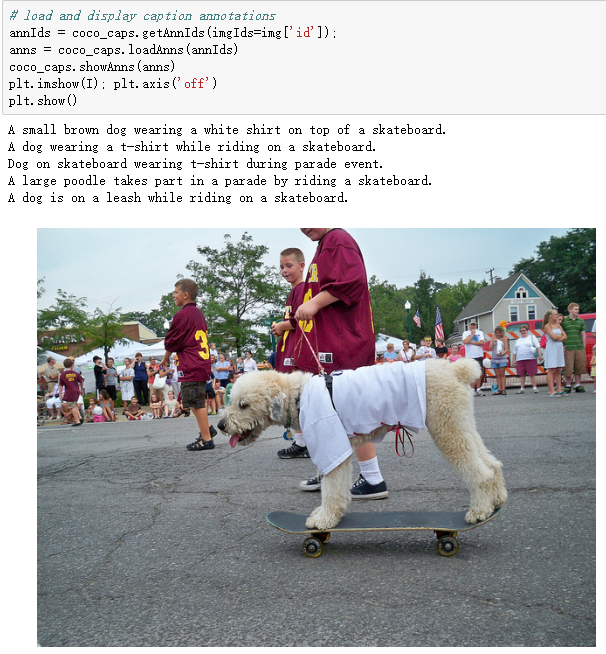 # load and display caption annotations
annIds = coco_caps.getAnnIds(imgIds=img['id']);
anns = coco_caps.loadAnns(annIds)
coco_caps.showAnns(anns)
plt.imshow(I); plt.axis('off')
plt.show()
A small brown dog wearing a white shirt on top of a skateboard.
A dog wearing a t-shirt while riding on a skateboard.
Dog on skateboard wearing t-shirt during parade event.
A large poodle takes part in a parade by riding a skateboard.
A dog is on a leash while riding on a skateboard.
3